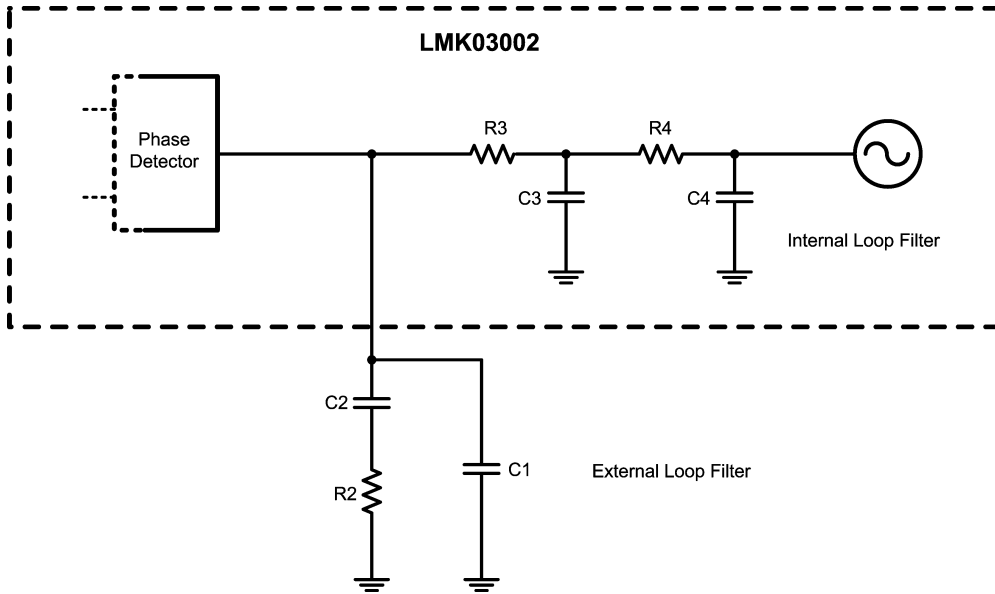 LMK03002
Phase
Detector
R3
R4
C3
C4
Internal Loop Filter
C2
C1
R2
External Loop Filter